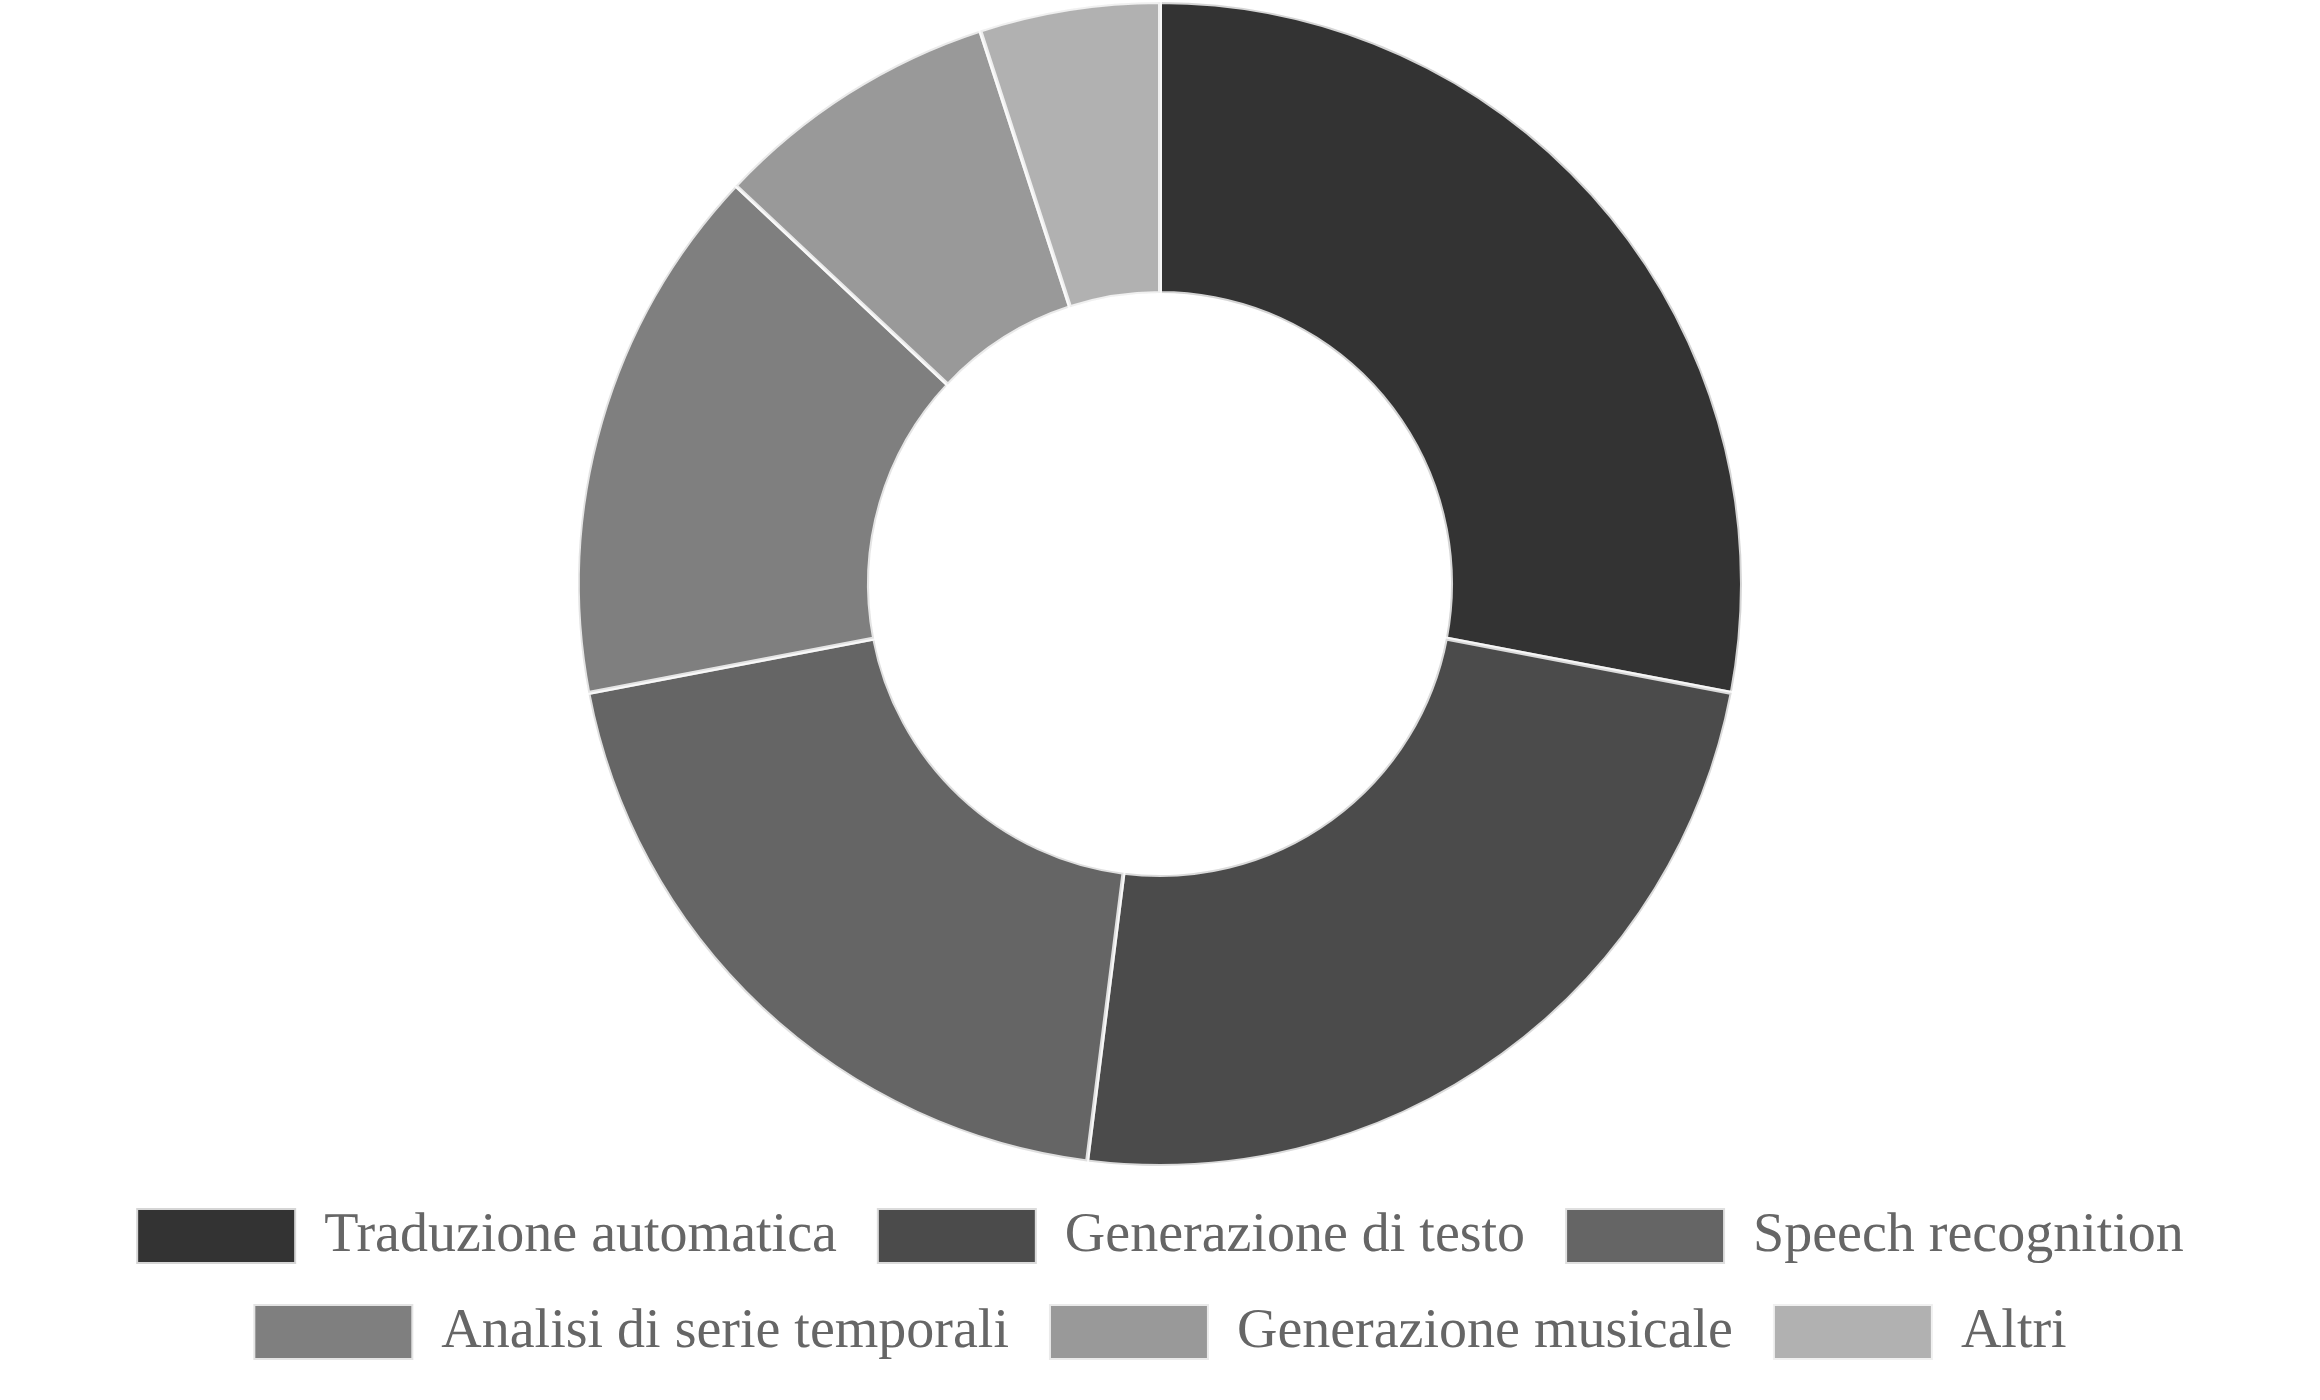 Traduzione automatica Generazione di testo Speech recognition
Analisi di serie temporali Generazione musicale Altri